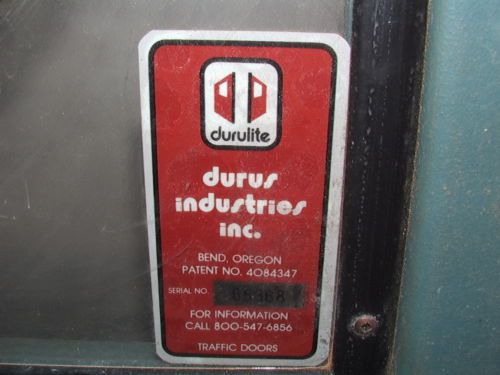 durulite
durus
industries
inc.
BEND, OREGON
PATENT NO. 4084347
SERIAL NO.
FOR INFORMATION
CALL 800-547-6856
TRAFFIC DOORS